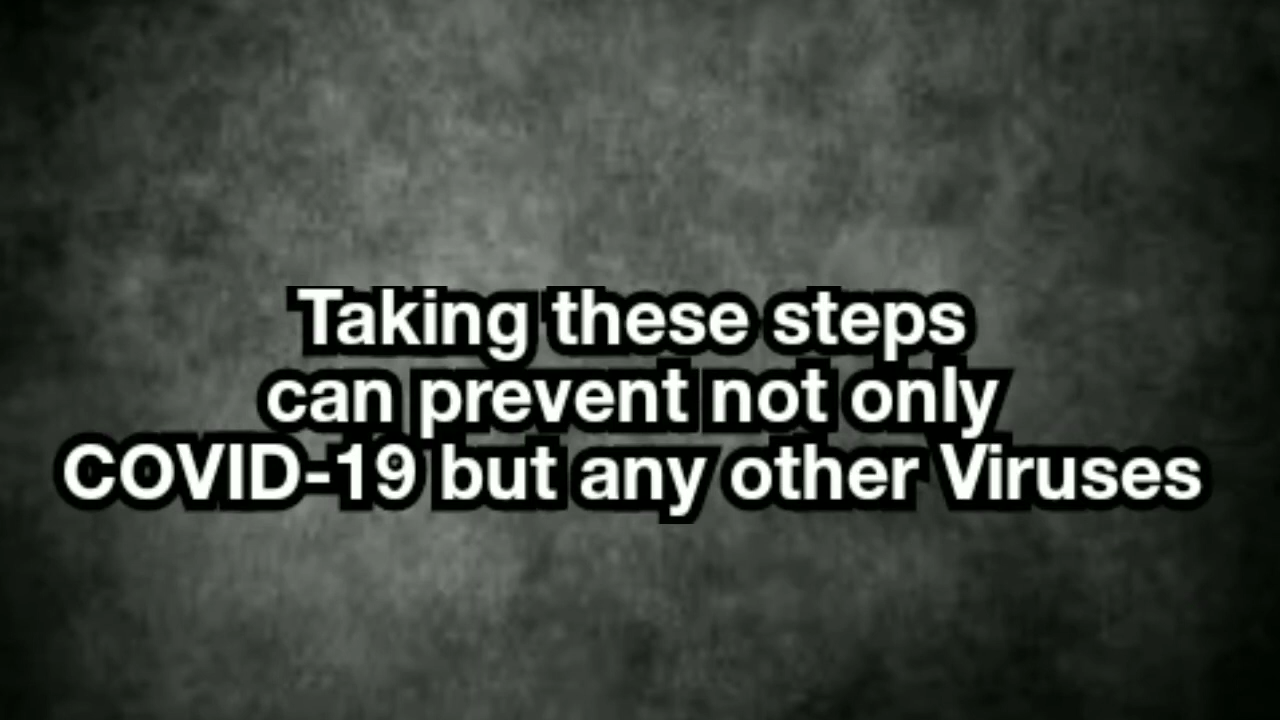 Taking these steps
can prevent not only
COVID-19 but any other Viruses